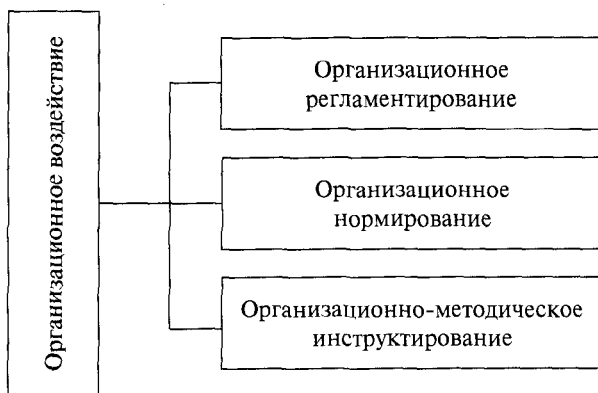 Организационное воздействие
Организационное
регламентирование
Организационное
нормирование
Организационно-методическое
инструктирование